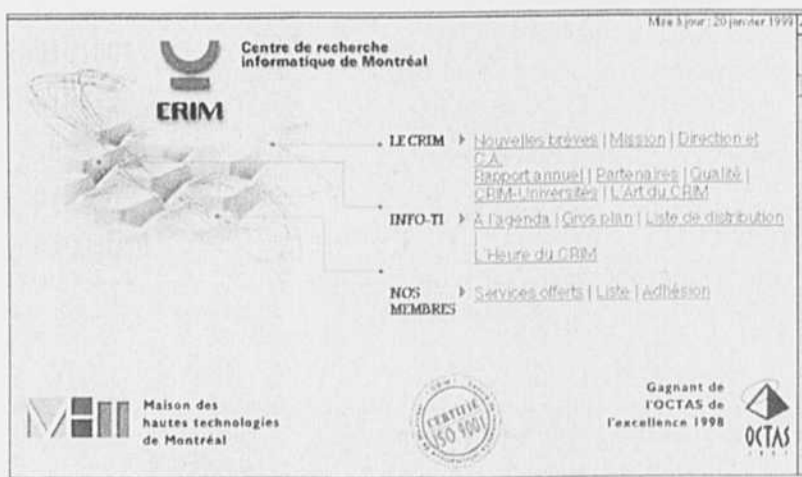 Mise à jour : 20 janvier 1999
Centre de recherche
informatique de Montréal
CRIM
LE CRIM
Nouvelles brèves | Mission | Direction et
C.A.
Rapport annuel | Partenaires | Qualité |
CRIM-Universités | L'Art du CRIM
INFO-TI
À l'agenda | Gros plan | Liste de distribution
|
L'Heure du CRIM
NOS
MEMBRES
Services offerts | Liste | Adhésion
Maison des
hautes technologies
de Montréal
CERTIFIÉ
ISO 9001
Gagnant de
l'OCTAS de
l'excellence 1998
OCTAS